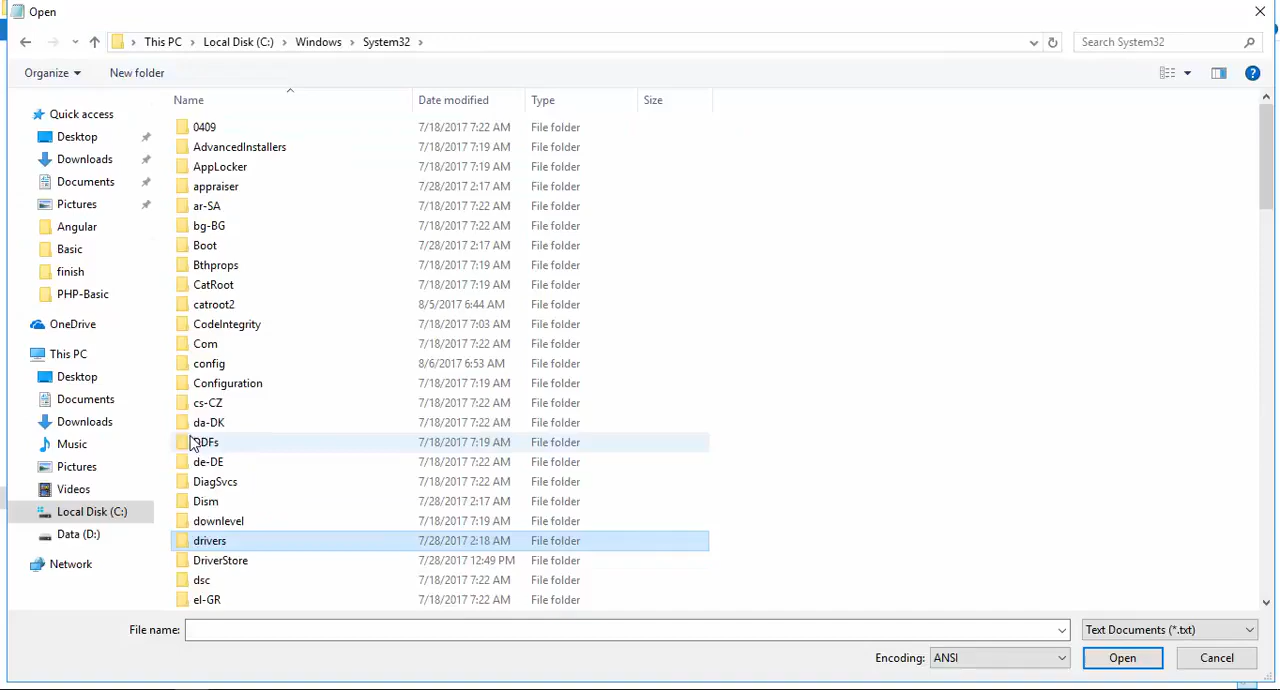 Open
This PC > Local Disk (C:) > Windows > System32 >
Search System32
Organize
New folder
Name
Date modified
Type
Size
Quick access
Desktop
Downloads
Documents
Pictures
Angular
Basic
finish
PHP-Basic
OneDrive
This PC
Desktop
Documents
Downloads
Music
Pictures
Videos
Local Disk (C:)
Data (D:)
Network
0409 7/18/2017 7:22 AM File folder
AdvancedInstallers 7/18/2017 7:19 AM File folder
AppLocker 7/18/2017 7:19 AM File folder
appraiser 7/28/2017 2:17 AM File folder
ar-SA 7/18/2017 7:22 AM File folder
bg-BG 7/18/2017 7:22 AM File folder
Boot 7/28/2017 2:17 AM File folder
Bthprops 7/18/2017 7:19 AM File folder
CatRoot 7/18/2017 7:22 AM File folder
catroot2 8/5/2017 6:44 AM File folder
CodeIntegrity 7/18/2017 7:03 AM File folder
Com 7/18/2017 7:22 AM File folder
config 8/6/2017 6:53 AM File folder
Configuration 7/18/2017 7:19 AM File folder
cs-CZ 7/18/2017 7:22 AM File folder
da-DK 7/18/2017 7:22 AM File folder
7/18/2017 7:19 AM File folder
de-DE 7/18/2017 7:22 AM File folder
DiagSvcs 7/18/2017 7:22 AM File folder
Dism 7/28/2017 2:17 AM File folder
downlevel 7/18/2017 7:19 AM File folder
drivers 7/28/2017 2:18 AM File folder
DriverStore 7/28/2017 12:49 PM File folder
dsc 7/18/2017 7:22 AM File folder
el-GR 7/18/2017 7:22 AM File folder
File name:
Text Documents (*.txt)
Encoding: ANSI
Open
Cancel